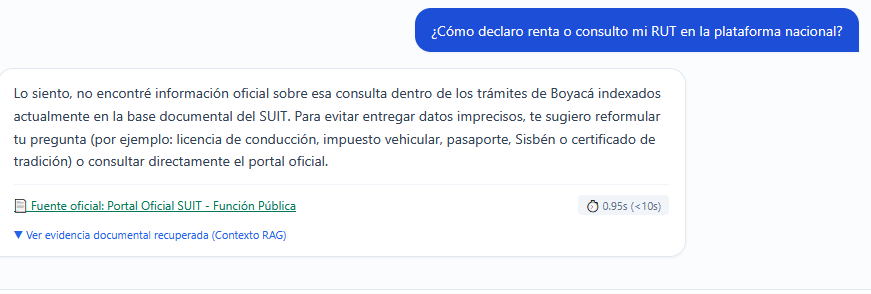 ¿Cómo declaro renta o consulto mi RUT en la plataforma nacional?
Lo siento, no encontré información oficial sobre esa consulta dentro de los trámites de Boyacá indexados
actualmente en la base documental del SUIT. Para evitar entregar datos imprecisos, te sugiero reformular
tu pregunta (por ejemplo: licencia de conducción, impuesto vehicular, pasaporte, Sisbén o certificado de
tradición) o consultar directamente el portal oficial.
Fuente oficial: Portal Oficial SUIT - Función Pública
0.95s (<10s)
▼ Ver evidencia documental recuperada (Contexto RAG)